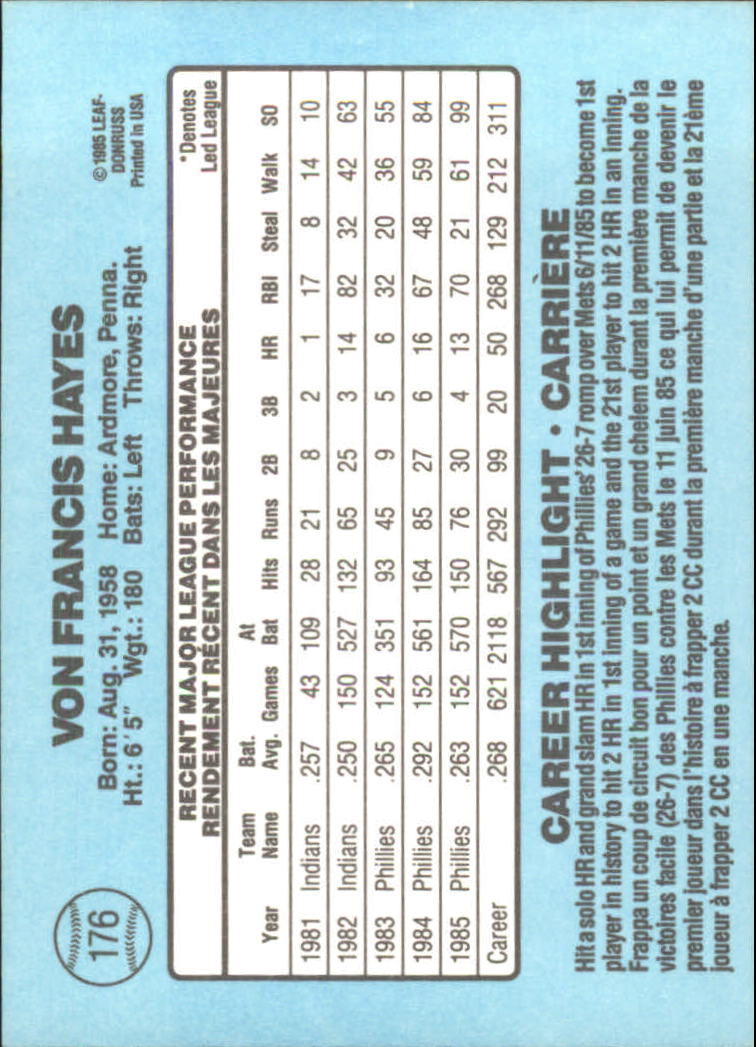 176
VON FRANCIS HAYES
Born: Aug. 31, 1958 Home: Ardmore, Penna.
Ht.: 6'5" Wgt.: 180 Bats: Left Throws: Right
© 1985 LEAF-
DONRUSS
Printed in USA
RECENT MAJOR LEAGUE PERFORMANCE
RENDEMENT RÉCENT DANS LES MAJEURES
*Denotes
Led League
Year Team Name Bat. Avg. Games At Bat Hits Runs 2B 3B HR RBI Steal Walk SO
1981 Indians .257 43 109 28 21 8 2 1 17 8 14 10
1982 Indians .250 150 527 132 65 25 3 14 82 32 42 63
1983 Phillies .265 124 351 93 45 9 5 6 32 20 36 55
1984 Phillies .292 152 561 164 85 27 6 16 67 48 59 84
1985 Phillies .263 152 570 150 76 30 4 13 70 21 61 99
Career .268 621 2118 567 292 99 20 50 268 129 212 311
CAREER HIGHLIGHT • CARRIÈRE
Hit a solo HR and grand slam HR in 1st inning of Phillies' 26-7 romp over Mets 6/11/85 to become 1st
player in history to hit 2 HR in 1st inning of a game and the 21st player to hit 2 HR in an inning.
Frappa un coup de circuit bon pour un point et un grand chelem durant la première manche de la
victoires facile (26-7) des Phillies contre les Mets le 11 juin 85 ce qui lui permit de devenir le
premier joueur dans l'histoire à frapper 2 CC durant la première manche d'une partie et la 21ème
joueur à frapper 2 CC en une manche.